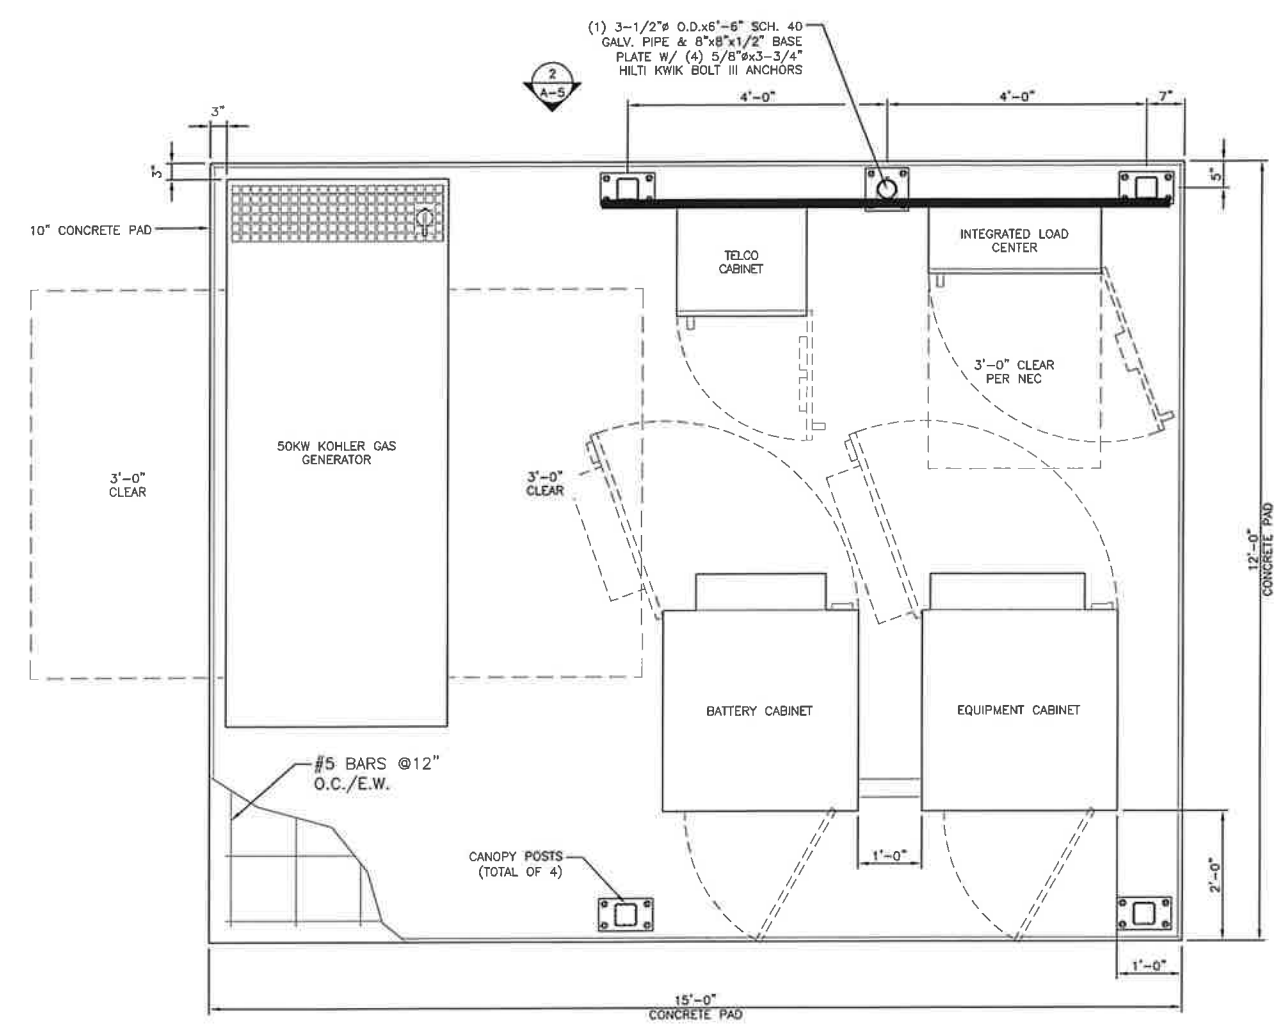 (1) 3-1/2"ø O.D.x6'-6" SCH. 40
GALV. PIPE & 8"x8"x1/2" BASE
PLATE W/ (4) 5/8"øx3-3/4"
HILTI KWIK BOLT III ANCHORS
2
A-5
4'-0"
4'-0"
7"
3"
3"
5"
10" CONCRETE PAD
TELCO
CABINET
INTEGRATED LOAD
CENTER
3'-0" CLEAR
PER NEC
50KW KOHLER GAS
GENERATOR
3'-0"
CLEAR
3'-0"
CLEAR
12'-0"
CONCRETE PAD
BATTERY CABINET
EQUIPMENT CABINET
#5 BARS @12"
O.C./E.W.
CANOPY POSTS
(TOTAL OF 4)
1'-0"
2'-0"
1'-0"
15'-0"
CONCRETE PAD